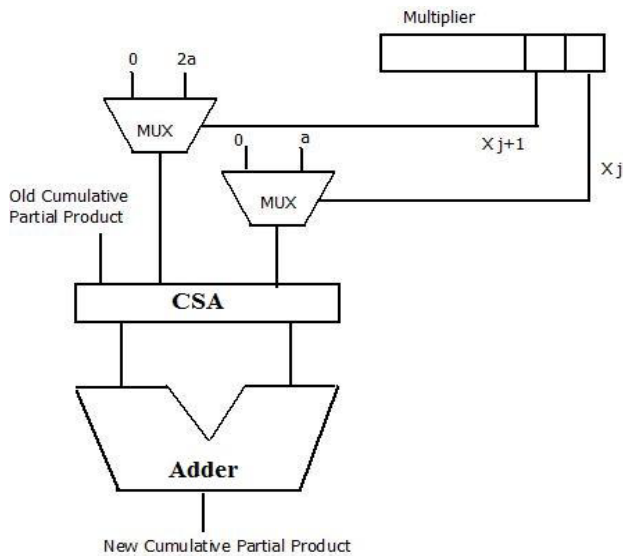 Multiplier
0 2a
MUX
X j+1
0 a
X j
MUX
Old Cumulative
Partial Product
CSA
Adder
New Cumulative Partial Product